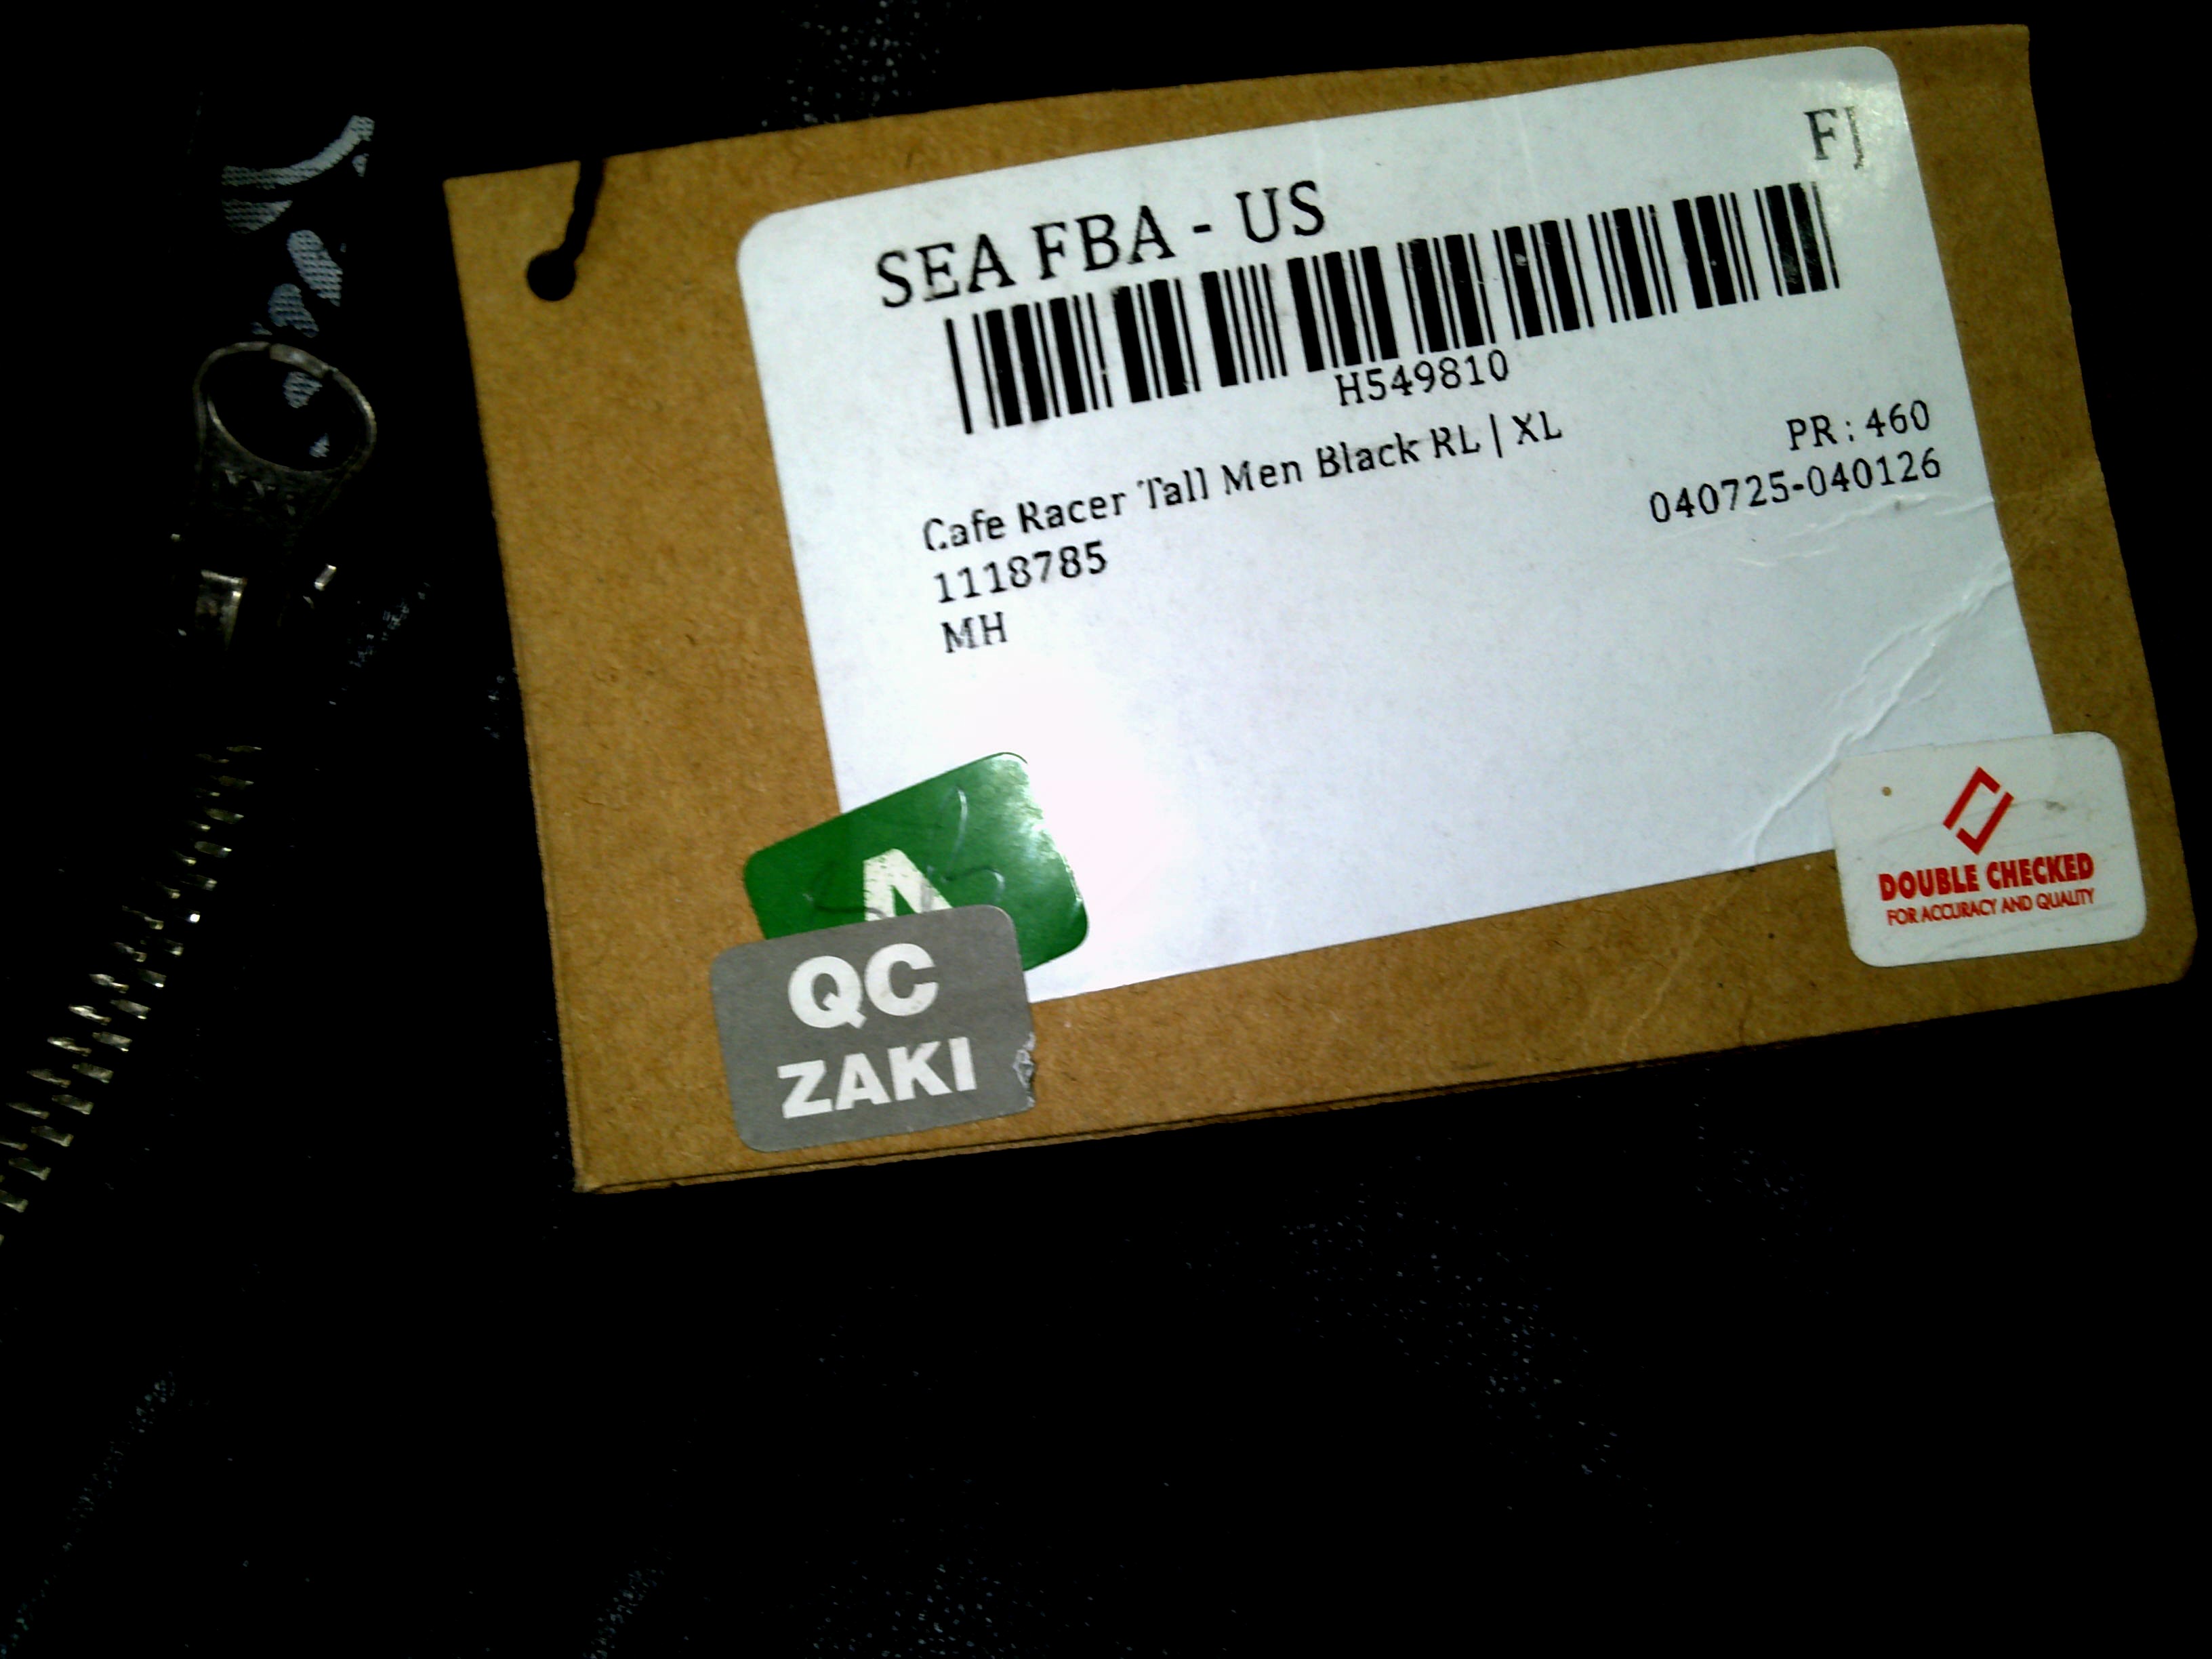 FJ
SEA FBA - US
H549810
Cafe Racer Tall Men Black RL | XL
PR : 460
1118785
040725-040126
MH
A
QC
ZAKI
DOUBLE CHECKED
FOR ACCURACY AND QUALITY